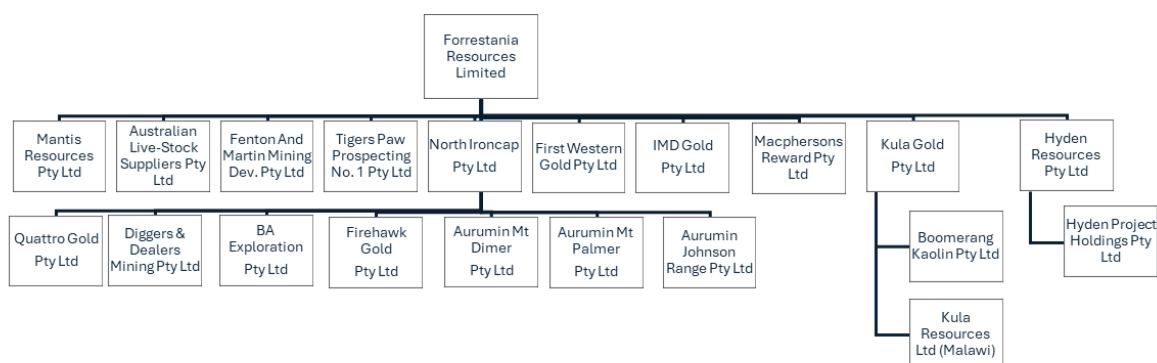 Forrestania
Resources
Limited
Mantis
Resources
Pty Ltd
Australian
Live-Stock
Suppliers Pty
Ltd
Fenton And
Martin Mining
Dev. Pty Ltd
Tigers Paw
Prospecting
No. 1 Pty Ltd
North Ironcap
Pty Ltd
First Western
Gold Pty Ltd
IMD Gold
Pty Ltd
Macphersons
Reward Pty
Ltd
Kula Gold
Pty Ltd
Hyden
Resources
Pty Ltd
Quattro Gold
Pty Ltd
Diggers &
Dealers
Mining Pty Ltd
BA
Exploration
Pty Ltd
Firehawk
Gold
Pty Ltd
Aurumin Mt
Dimer
Pty Ltd
Aurumin Mt
Palmer
Pty Ltd
Aurumin
Johnson
Range Pty Ltd
Boomerang
Kaolin Pty Ltd
Hyden Project
Holdings Pty
Ltd
Kula
Resources
Ltd (Malawi)